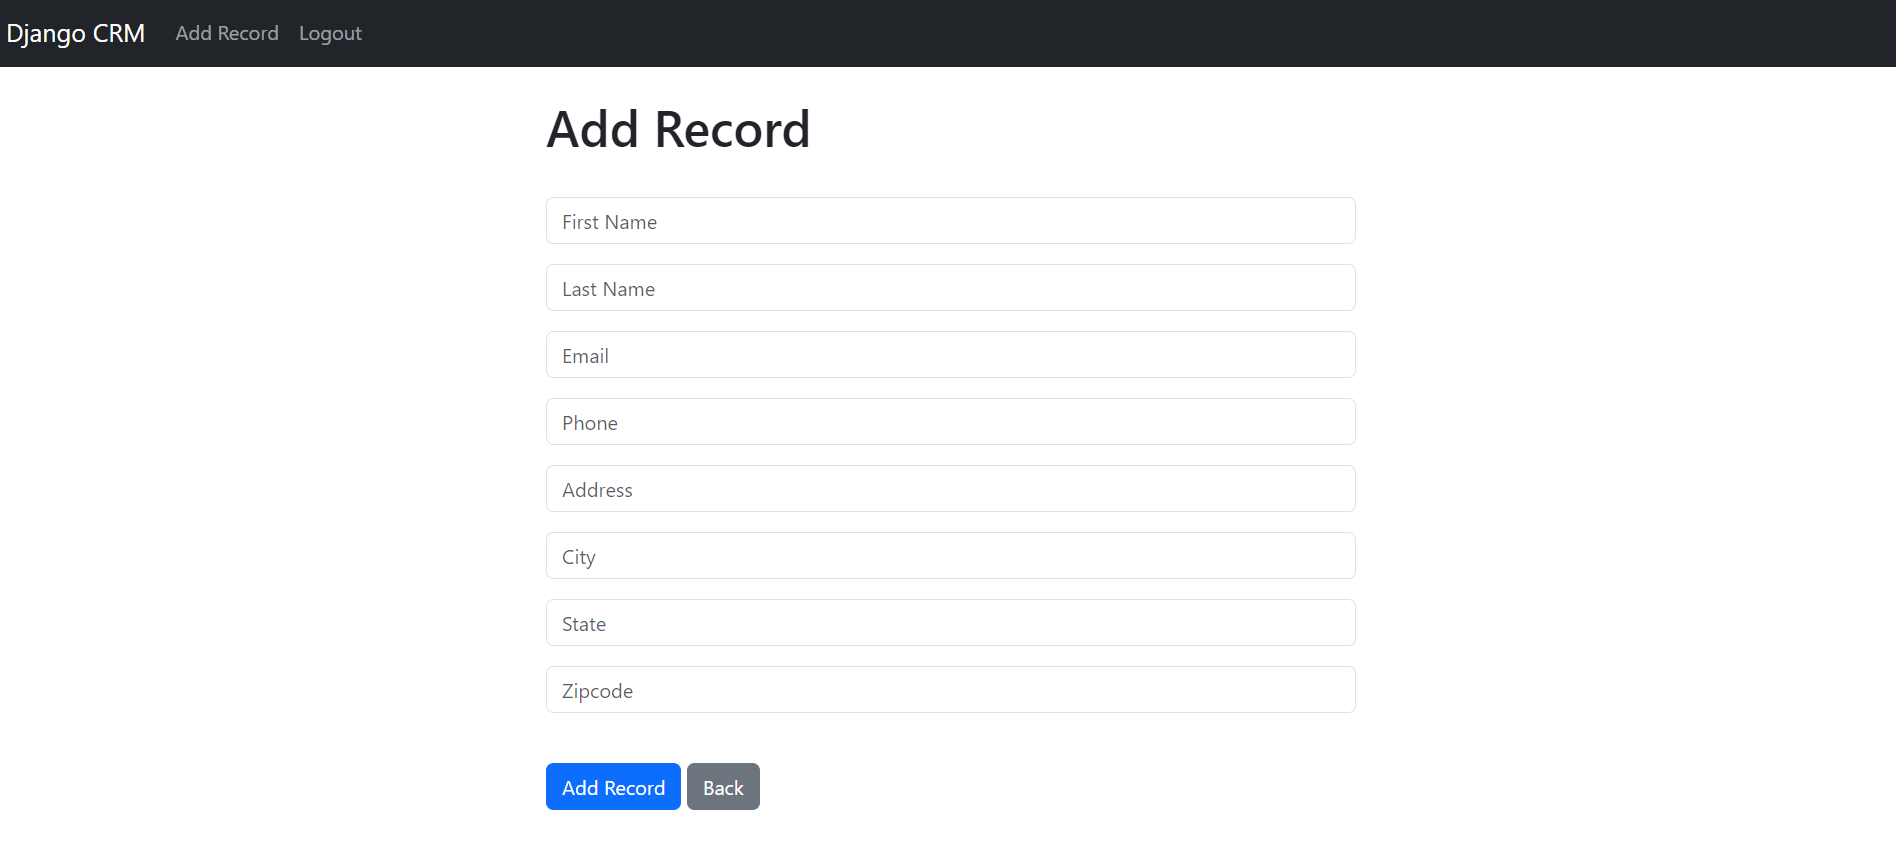 Django CRM Add Record Logout
Add Record
First Name
Last Name
Email
Phone
Address
City
State
Zipcode
Add Record Back